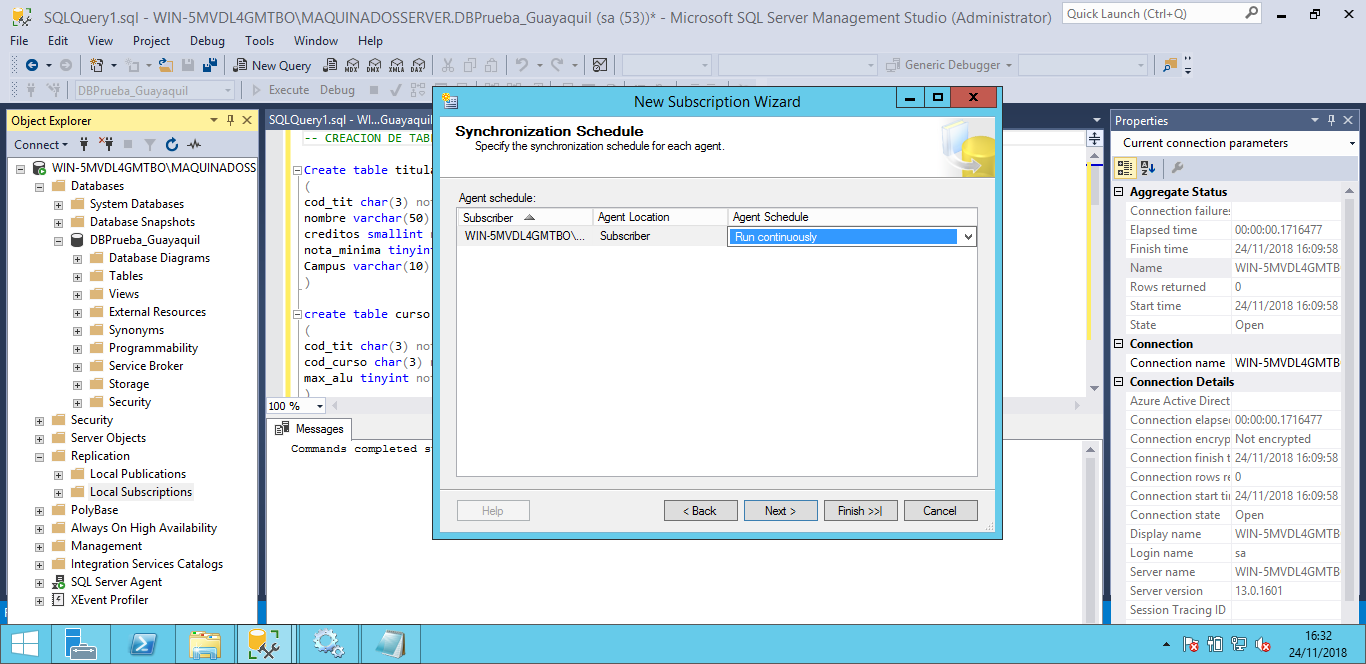 SQLQuery1.sql - WIN-5MVDL4GMTBO\MAQUINADOSSERVER.DBPrueba_Guayaquil (sa (53))* - Microsoft SQL Server Management Studio (Administrator)
Quick Launch (Ctrl+Q)
File Edit View Project Debug Tools Window Help
New Query
MDX DMX XMLA DAX
Generic Debugger
DBPrueba_Guayaquil
Execute Debug
Object Explorer
Connect
WIN-5MVDL4GMTBO\MAQUINADOSS
Databases
System Databases
Database Snapshots
DBPrueba_Guayaquil
Database Diagrams
Tables
Views
External Resources
Synonyms
Programmability
Service Broker
Storage
Security
Security
Server Objects
Replication
Local Publications
Local Subscriptions
PolyBase
Always On High Availability
Management
Integration Services Catalogs
SQL Server Agent
XEvent Profiler
SQLQuery1.sql - WI...Guayaquil
-- CREACION DE TAB
Create table titula
(
cod_tit char(3) not
nombre varchar(50)
creditos smallint n
nota_minima tinyint
Campus varchar(10)
)
create table curso
(
cod_tit char(3) not
cod_curso char(3) n
max_alu tinyint not
)
100 %
Messages
Commands completed s
New Subscription Wizard
Synchronization Schedule
Specify the synchronization schedule for each agent.
Agent schedule:
Subscriber Agent Location Agent Schedule
WIN-5MVDL4GMTBO\... Subscriber Run continuously
Help < Back Next > Finish >>| Cancel
Properties
Current connection parameters
Aggregate Status
Connection failures
Elapsed time 00:00:00.1716477
Finish time 24/11/2018 16:09:58
Name WIN-5MVDL4GMTB
Rows returned 0
Start time 24/11/2018 16:09:58
State Open
Connection
Connection name WIN-5MVDL4GMTB
Connection Details
Azure Active Direct
Connection elapse 00:00:00.1716477
Connection encryp Not encrypted
Connection finish t 24/11/2018 16:09:58
Connection rows re 0
Connection start ti 24/11/2018 16:09:58
Connection state Open
Display name WIN-5MVDL4GMTB
Login name sa
Server name WIN-5MVDL4GMTB
Server version 13.0.1601
Session Tracing ID
16:32
24/11/2018